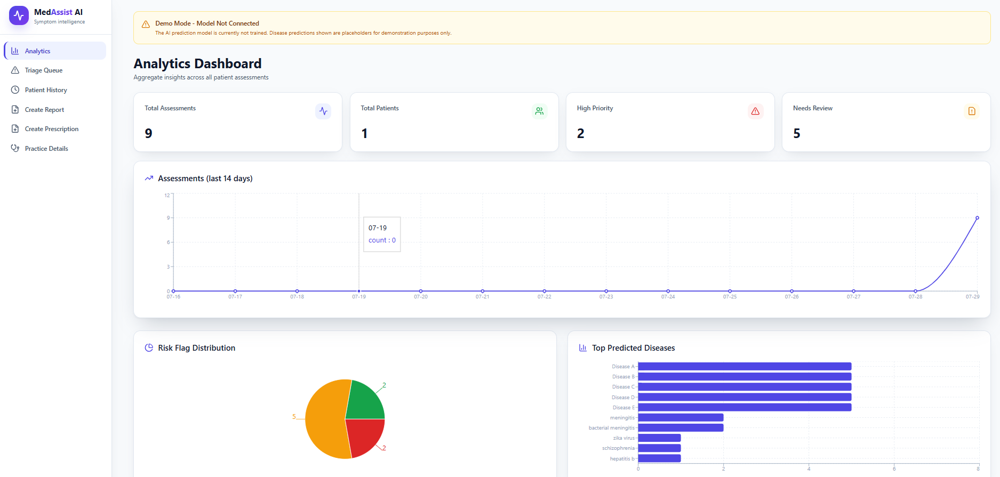 MedAssist AI
Symptom intelligence
Analytics
Triage Queue
Patient History
Create Report
Create Prescription
Practice Details
Demo Mode - Model Not Connected
The AI prediction model is currently not trained. Disease predictions shown are placeholders for demonstration purposes only.
Analytics Dashboard
Aggregate insights across all patient assessments
Total Assessments
9
Total Patients
1
High Priority
2
Needs Review
5
Assessments (last 14 days)
12
9
6
3
0
07-19
count : 0
07-16 07-17 07-18 07-19 07-20 07-21 07-22 07-23 07-24 07-25 07-26 07-27 07-28 07-29
Risk Flag Distribution
2
5
2
Top Predicted Diseases
Disease A
Disease B
Disease C
Disease D
Disease E
meningitis
bacterial meningitis
zika virus
schizophrenia
hepatitis b
0 2 4 6 8